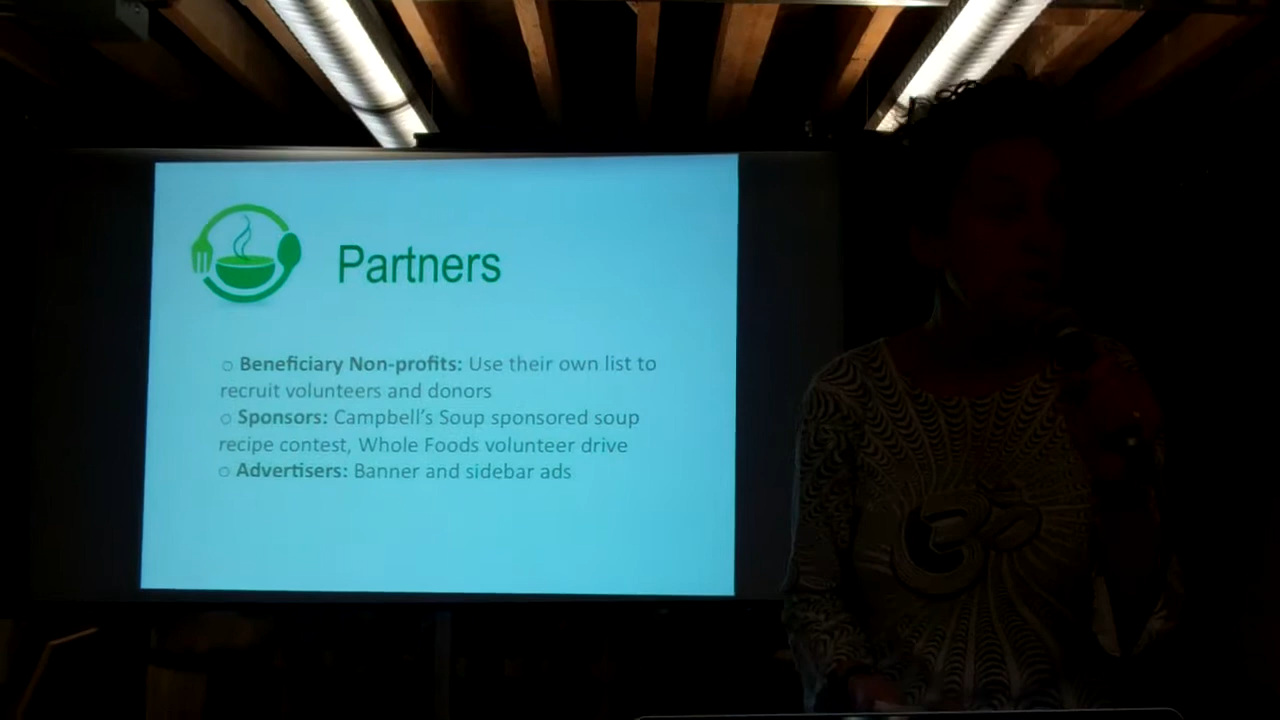 Partners
○ Beneficiary Non-profits: Use their own list to
recruit volunteers and donors
○ Sponsors: Campbell's Soup sponsored soup
recipe contest, Whole Foods volunteer drive
○ Advertisers: Banner and sidebar ads